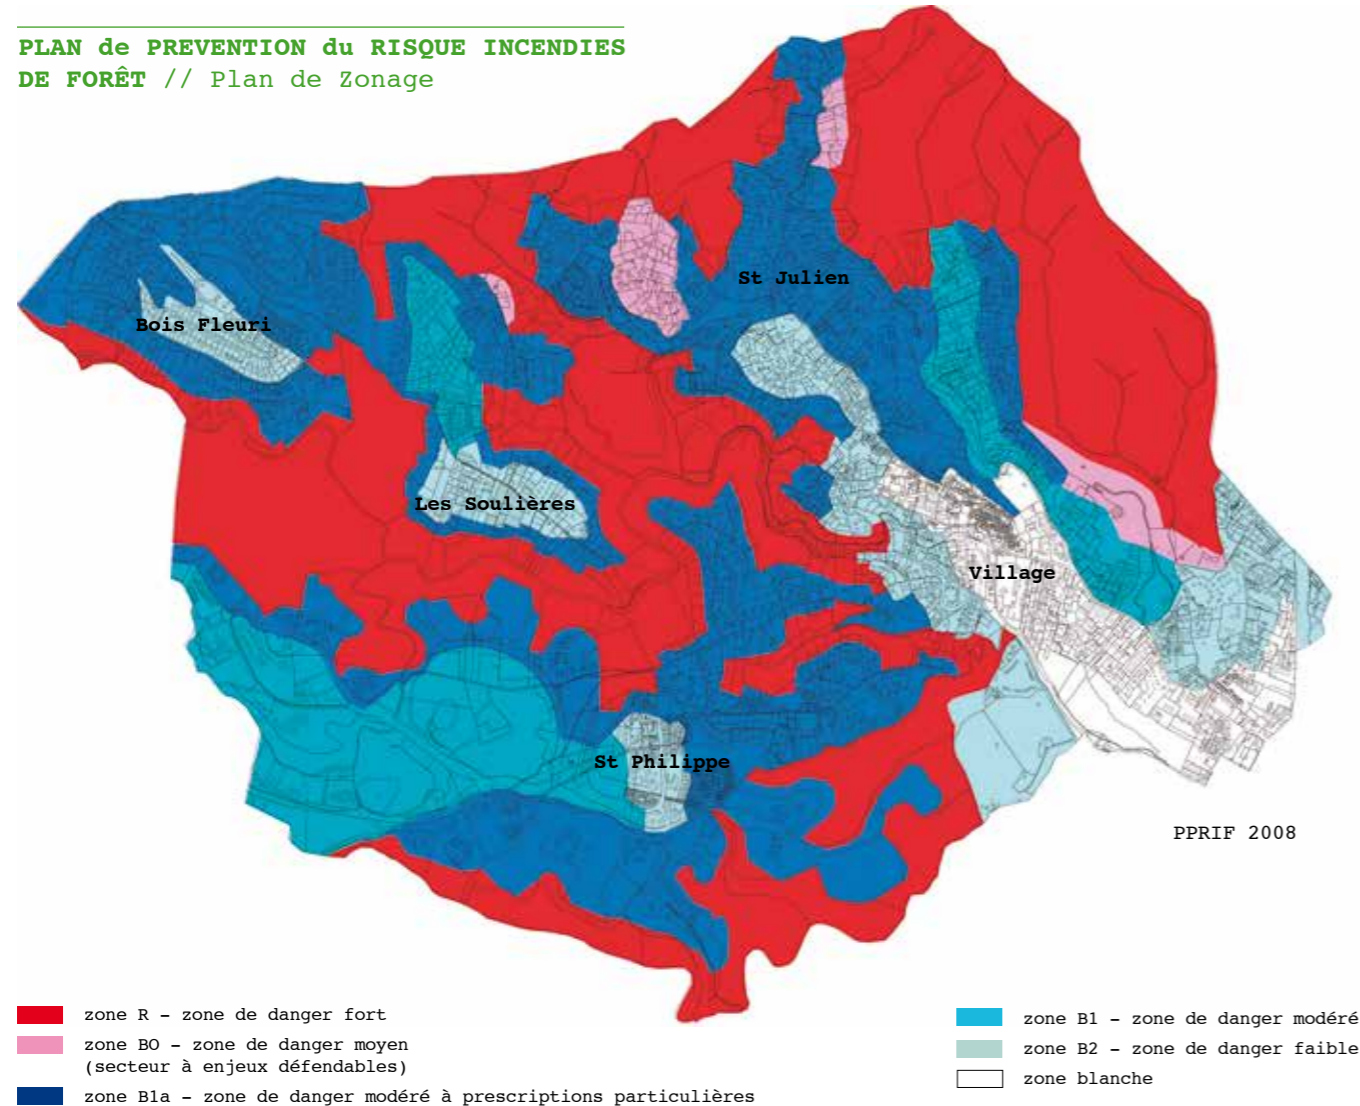 PLAN de PREVENTION du RISQUE INCENDIES
DE FORÊT // Plan de Zonage
St Julien
Bois Fleuri
Les Soulières
Village
St Philippe
PPRIF 2008
zone R – zone de danger fort
zone BO – zone de danger moyen
(secteur à enjeux défendables)
zone B1a – zone de danger modéré à prescriptions particulières
zone B1 – zone de danger modéré
zone B2 – zone de danger faible
zone blanche